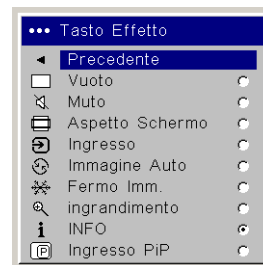 ••• Tasto Effetto
Precedente
Vuoto
Muto
Aspetto Schermo
Ingresso
Immagine Auto
Fermo Imm.
ingrandimento
i INFO
P Ingresso PiP